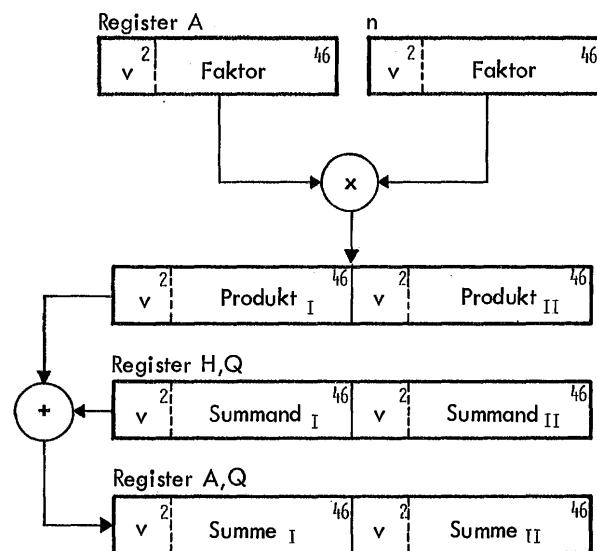 Register A n
v 2 Faktor 46 v 2 Faktor 46
x
v 2 Produkt I 46 v 2 Produkt II 46
Register H,Q
+ v 2 Summand I 46 v 2 Summand II 46
Register A,Q
v 2 Summe I 46 v 2 Summe II 46